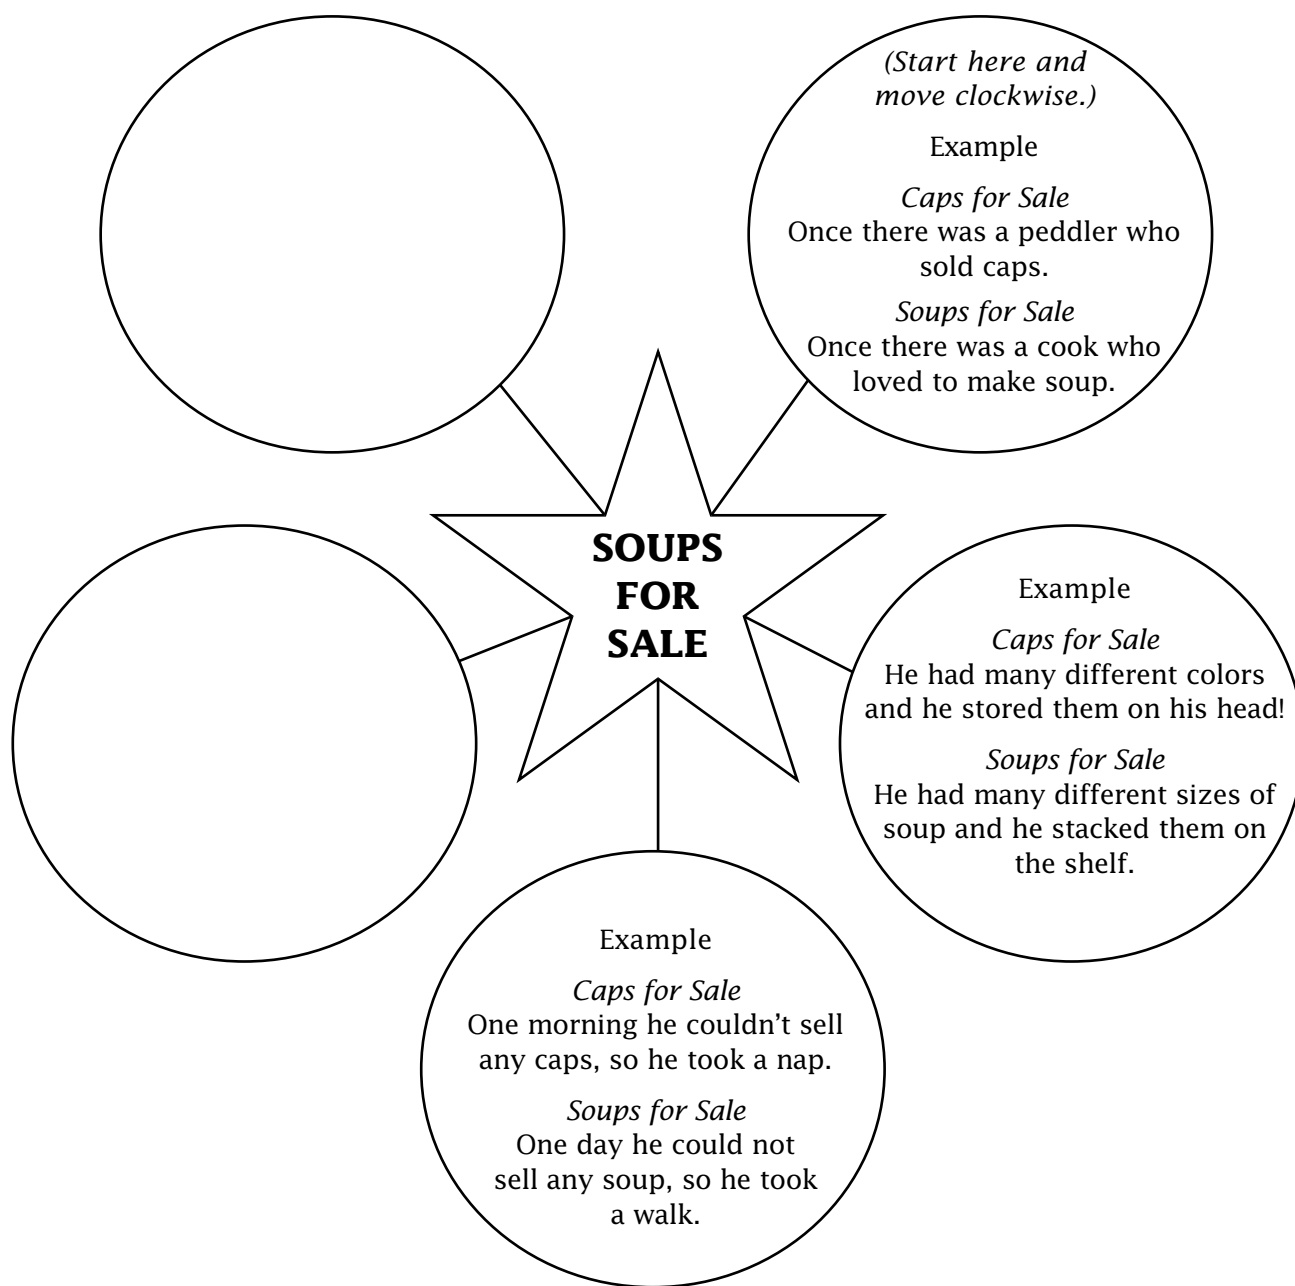 (Start here and
move clockwise.)
Example
Caps for Sale
Once there was a peddler who
sold caps.
Soups for Sale
Once there was a cook who
loved to make soup.
SOUPS
FOR
SALE
Example
Caps for Sale
He had many different colors
and he stored them on his head!
Soups for Sale
He had many different sizes of
soup and he stacked them on
the shelf.
Example
Caps for Sale
One morning he couldn’t sell
any caps, so he took a nap.
Soups for Sale
One day he could not
sell any soup, so he took
a walk.